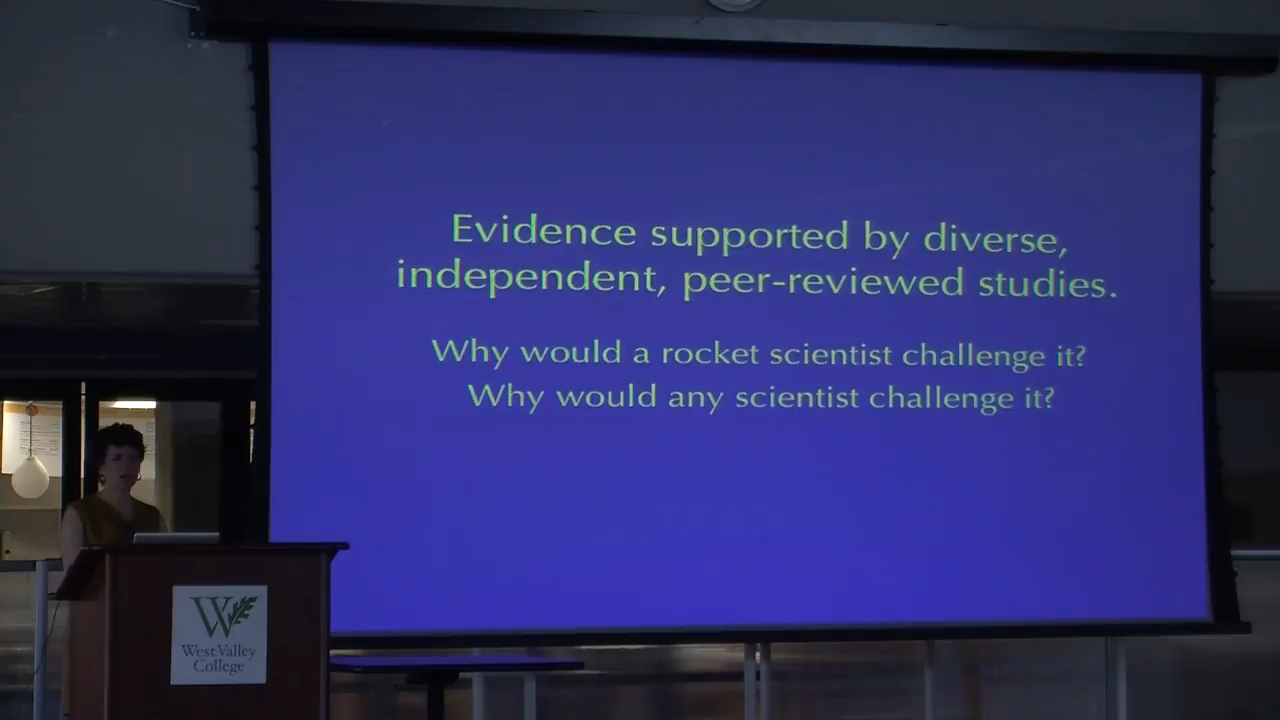 Evidence supported by diverse,
independent, peer-reviewed studies.
Why would a rocket scientist challenge it?
Why would any scientist challenge it?
W
West Valley
College